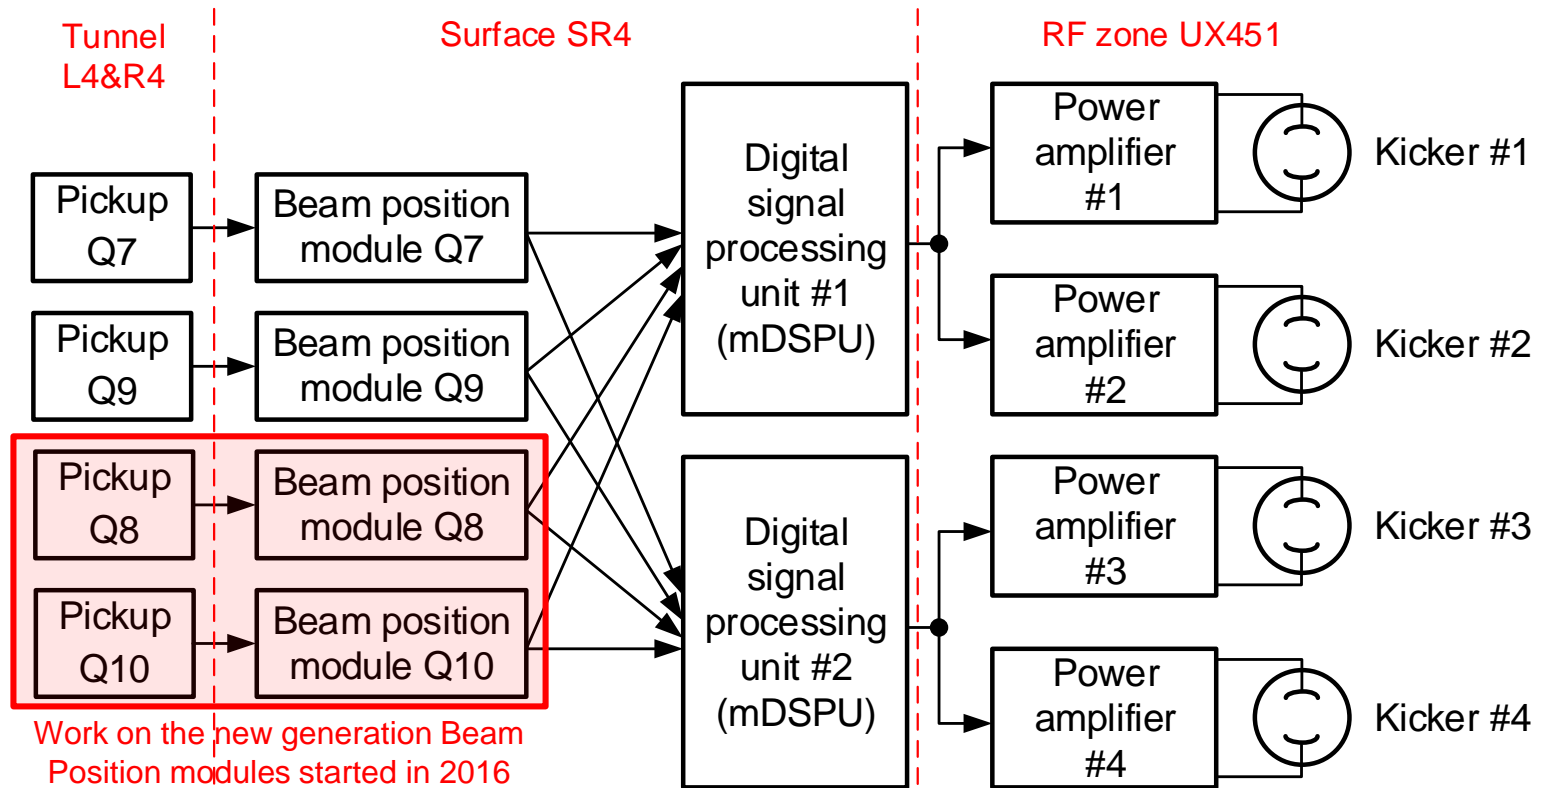 Tunnel
L4&R4
Surface SR4
RF zone UX451
Pickup
Q7
Beam position
module Q7
Pickup
Q9
Beam position
module Q9
Pickup
Q8
Beam position
module Q8
Pickup
Q10
Beam position
module Q10
Work on the new generation Beam
Position modules started in 2016
Digital
signal
processing
unit #1
(mDSPU)
Digital
signal
processing
unit #2
(mDSPU)
Power
amplifier
#1
Kicker #1
Power
amplifier
#2
Kicker #2
Power
amplifier
#3
Kicker #3
Power
amplifier
#4
Kicker #4